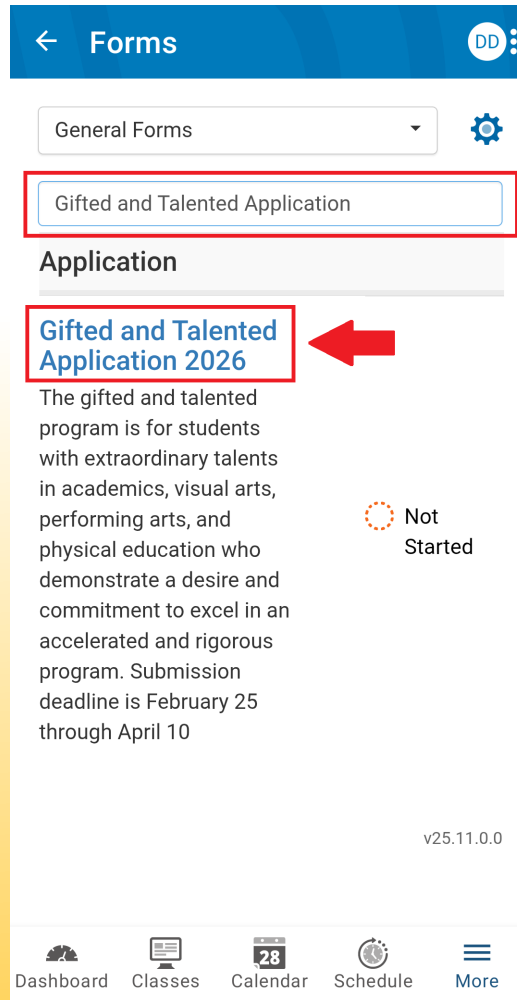 Forms
DD
General Forms
Gifted and Talented Application
Application
Gifted and Talented
Application 2026
The gifted and talented
program is for students
with extraordinary talents
in academics, visual arts,
performing arts, and
physical education who
demonstrate a desire and
commitment to excel in an
accelerated and rigorous
program. Submission
deadline is February 25
through April 10
Not
Started
v25.11.0.0
28
Dashboard Classes Calendar Schedule More